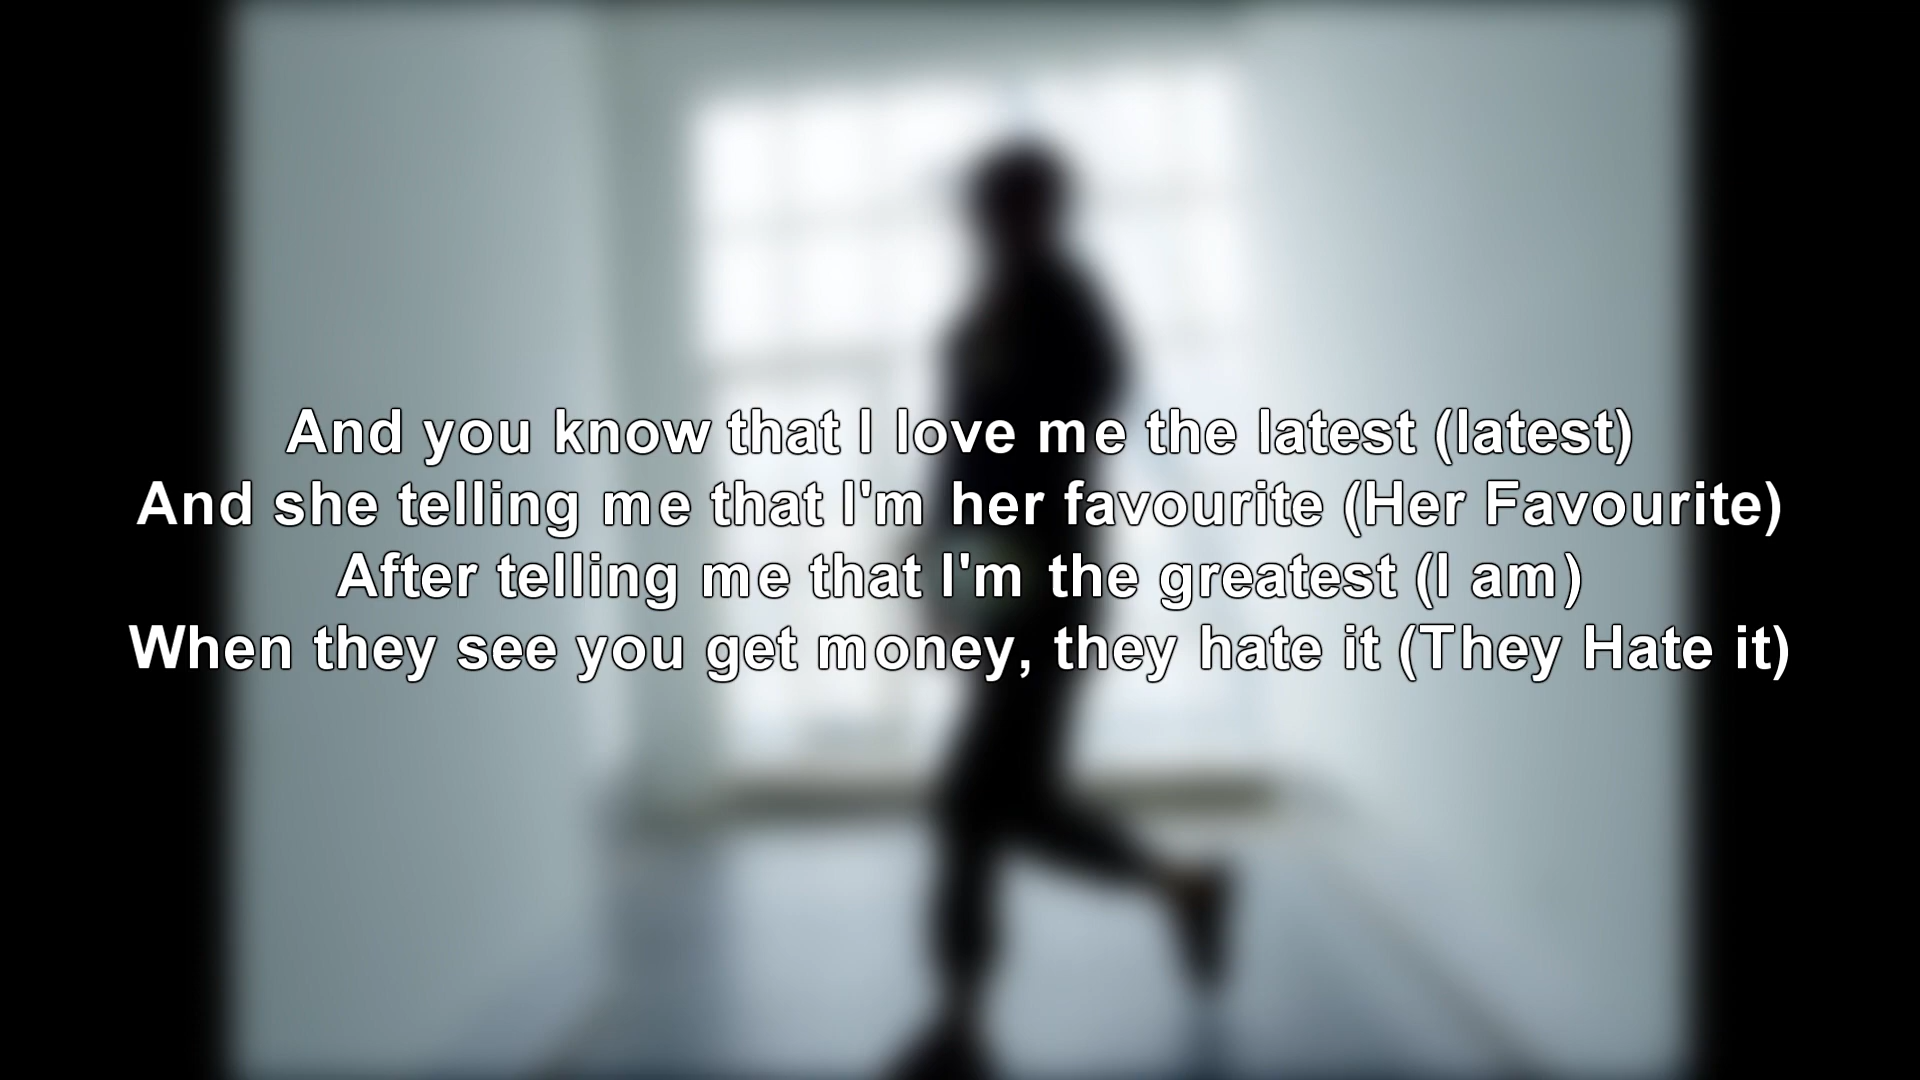 And you know that I love me the latest (latest)
And she telling me that I'm her favourite (Her Favourite)
After telling me that I'm the greatest (I am)
When they see you get money, they hate it (They Hate it)